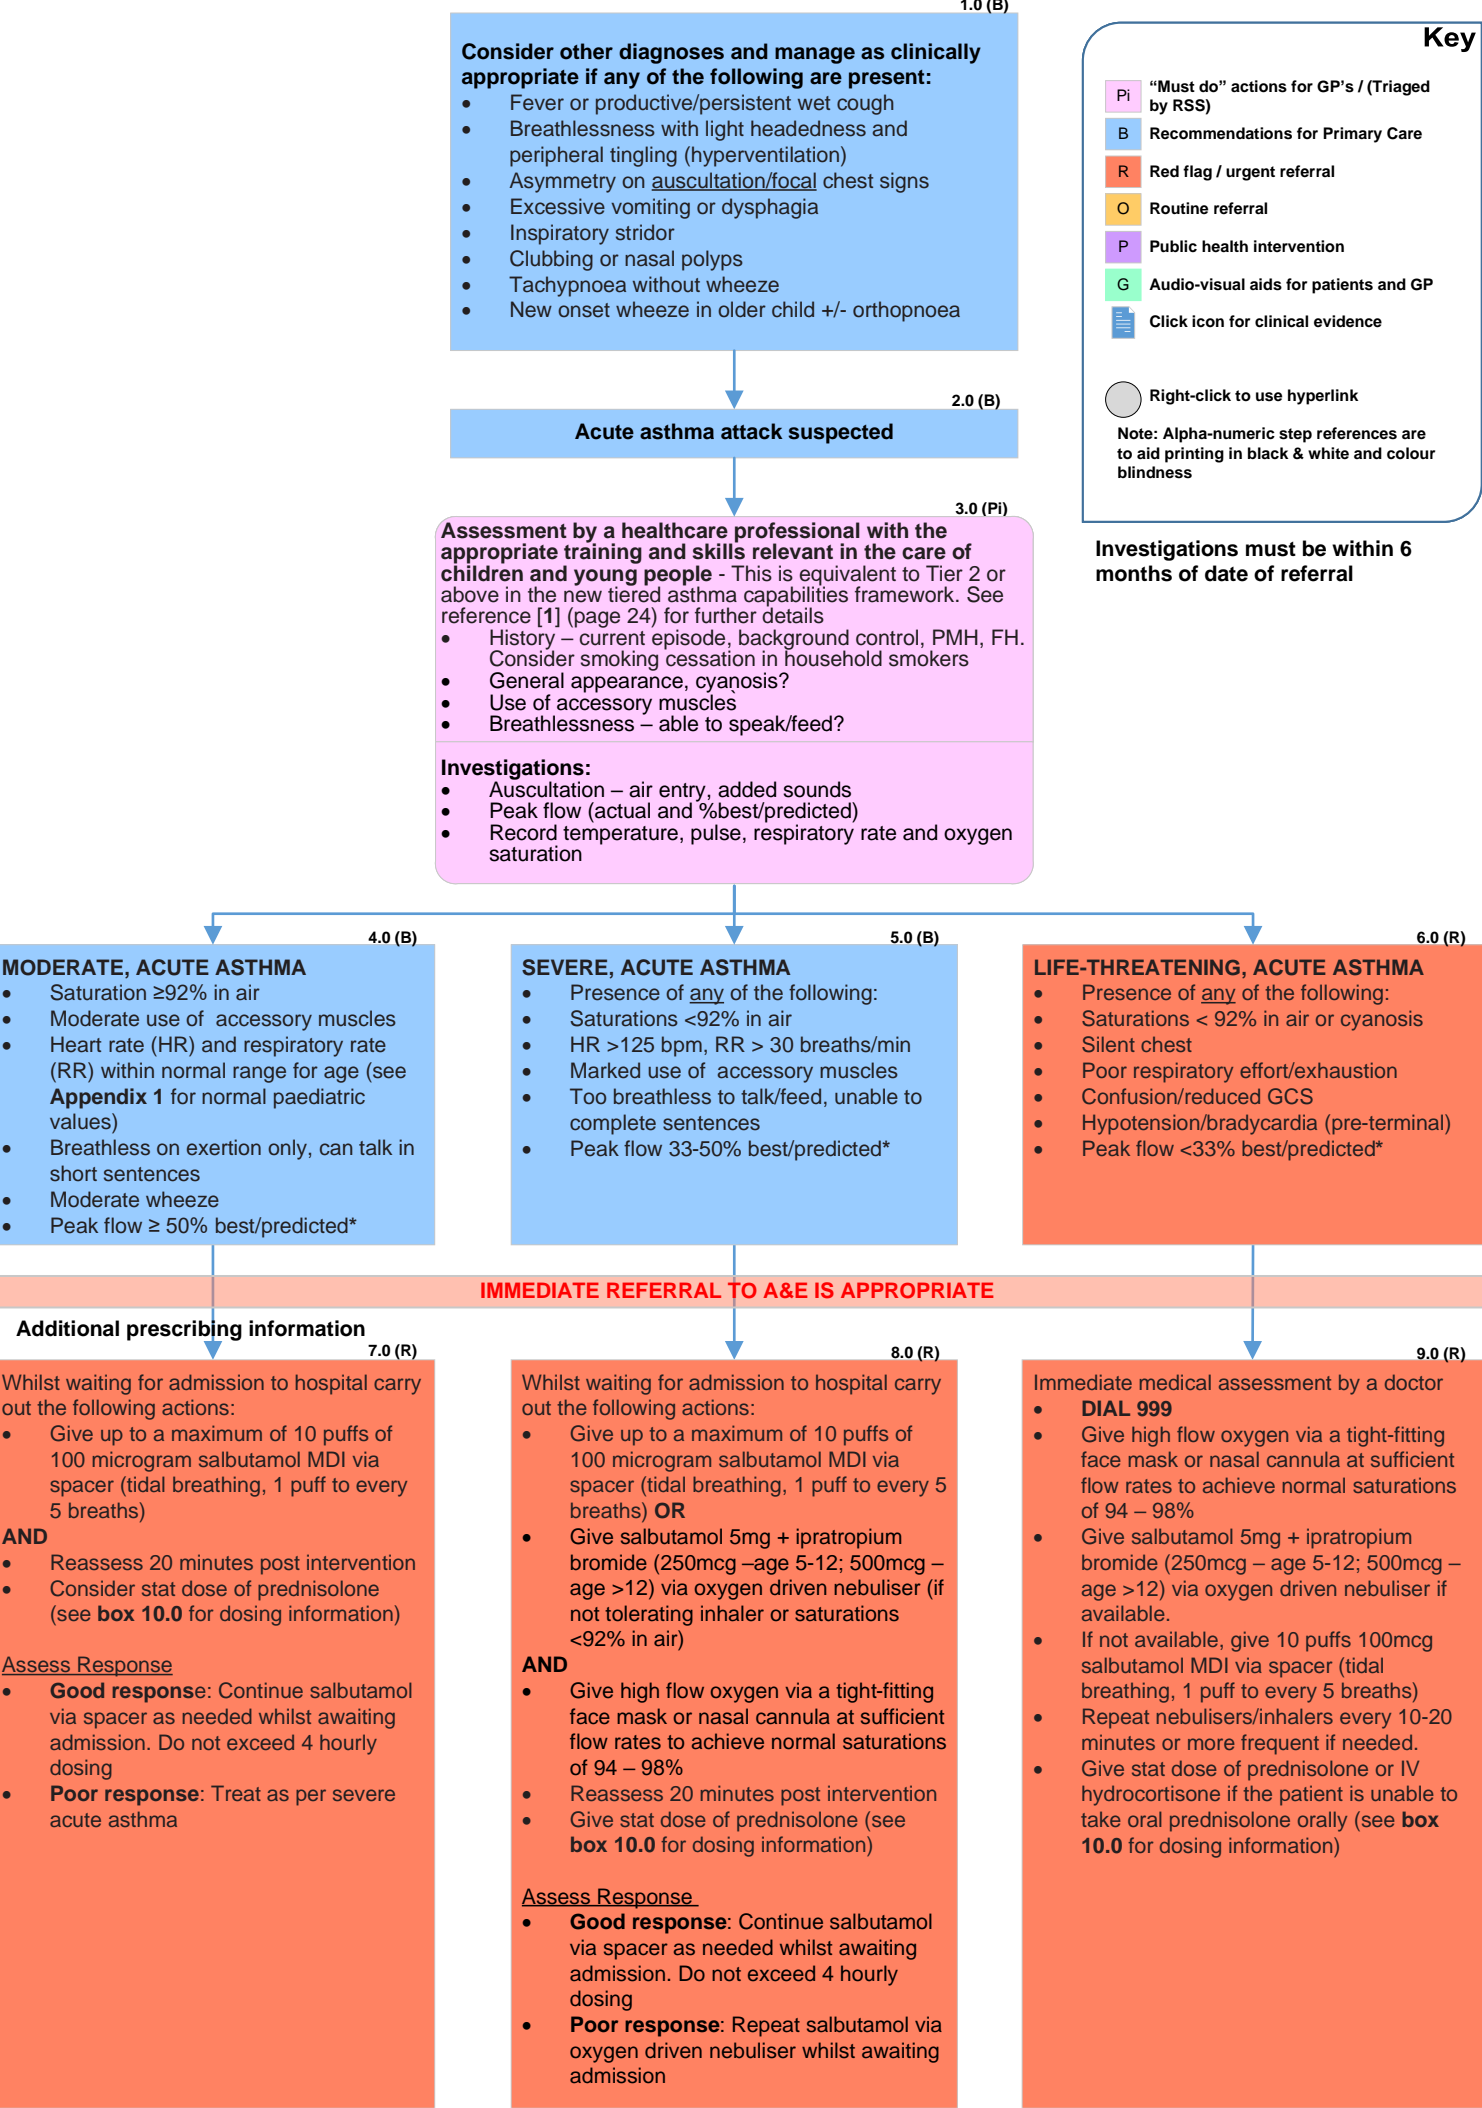 1.0 (B)
Consider other diagnoses and manage as clinically
appropriate if any of the following are present:
• Fever or productive/persistent wet cough
• Breathlessness with light headedness and
peripheral tingling (hyperventilation)
• Asymmetry on auscultation/focal chest signs
• Excessive vomiting or dysphagia
• Inspiratory stridor
• Clubbing or nasal polyps
• Tachypnoea without wheeze
• New onset wheeze in older child +/- orthopnoea
Key
Pi “Must do” actions for GP's / (Triaged
by RSS)
B Recommendations for Primary Care
R Red flag / urgent referral
O Routine referral
P Public health intervention
G Audio-visual aids for patients and GP
Click icon for clinical evidence
Right-click to use hyperlink
Note: Alpha-numeric step references are
to aid printing in black & white and colour
blindness
Investigations must be within 6
months of date of referral
2.0 (B)
Acute asthma attack suspected
3.0 (Pi)
Assessment by a healthcare professional with the
appropriate training and skills relevant in the care of
children and young people - This is equivalent to Tier 2 or
above in the new tiered asthma capabilities framework. See
reference [1] (page 24) for further details
• History – current episode, background control, PMH, FH.
Consider smoking cessation in household smokers
• General appearance, cyanosis?
• Use of accessory muscles`
• Breathlessness – able to speak/feed?
Investigations:
• Auscultation – air entry, added sounds
• Peak flow (actual and %best/predicted)
• Record temperature, pulse, respiratory rate and oxygen
saturation
4.0 (B)
MODERATE, ACUTE ASTHMA
• Saturation ≥92% in air
• Moderate use of accessory muscles
• Heart rate (HR) and respiratory rate
(RR) within normal range for age (see
Appendix 1 for normal paediatric
values)
• Breathless on exertion only, can talk in
short sentences
• Moderate wheeze
• Peak flow ≥ 50% best/predicted*
5.0 (B)
SEVERE, ACUTE ASTHMA
• Presence of any of the following:
• Saturations <92% in air
• HR >125 bpm, RR > 30 breaths/min
• Marked use of accessory muscles
• Too breathless to talk/feed, unable to
complete sentences
• Peak flow 33-50% best/predicted*
6.0 (R)
LIFE-THREATENING, ACUTE ASTHMA
• Presence of any of the following:
• Saturations < 92% in air or cyanosis
• Silent chest
• Poor respiratory effort/exhaustion
• Confusion/reduced GCS
• Hypotension/bradycardia (pre-terminal)
• Peak flow <33% best/predicted*
IMMEDIATE REFERRAL TO A&E IS APPROPRIATE
Additional prescribing information
7.0 (R)
Whilst waiting for admission to hospital carry
out the following actions:
• Give up to a maximum of 10 puffs of
100 microgram salbutamol MDI via
spacer (tidal breathing, 1 puff to every
5 breaths)
AND
• Reassess 20 minutes post intervention
• Consider stat dose of prednisolone
(see box 10.0 for dosing information)
Assess Response
• Good response: Continue salbutamol
via spacer as needed whilst awaiting
admission. Do not exceed 4 hourly
dosing
• Poor response: Treat as per severe
acute asthma
8.0 (R)
Whilst waiting for admission to hospital carry
out the following actions:
• Give up to a maximum of 10 puffs of
100 microgram salbutamol MDI via
spacer (tidal breathing, 1 puff to every 5
breaths) OR
• Give salbutamol 5mg + ipratropium
bromide (250mcg –age 5-12; 500mcg –
age >12) via oxygen driven nebuliser (if
not tolerating inhaler or saturations
<92% in air)
AND
• Give high flow oxygen via a tight-fitting
face mask or nasal cannula at sufficient
flow rates to achieve normal saturations
of 94 – 98%
• Reassess 20 minutes post intervention
• Give stat dose of prednisolone (see
box 10.0 for dosing information)
Assess Response
• Good response: Continue salbutamol
via spacer as needed whilst awaiting
admission. Do not exceed 4 hourly
dosing
• Poor response: Repeat salbutamol via
oxygen driven nebuliser whilst awaiting
admission
9.0 (R)
Immediate medical assessment by a doctor
• DIAL 999
• Give high flow oxygen via a tight-fitting
face mask or nasal cannula at sufficient
flow rates to achieve normal saturations
of 94 – 98%
• Give salbutamol 5mg + ipratropium
bromide (250mcg – age 5-12; 500mcg –
age >12) via oxygen driven nebuliser if
available.
• If not available, give 10 puffs 100mcg
salbutamol MDI via spacer (tidal
breathing, 1 puff to every 5 breaths)
• Repeat nebulisers/inhalers every 10-20
minutes or more frequent if needed.
• Give stat dose of prednisolone or IV
hydrocortisone if the patient is unable to
take oral prednisolone orally (see box
10.0 for dosing information)